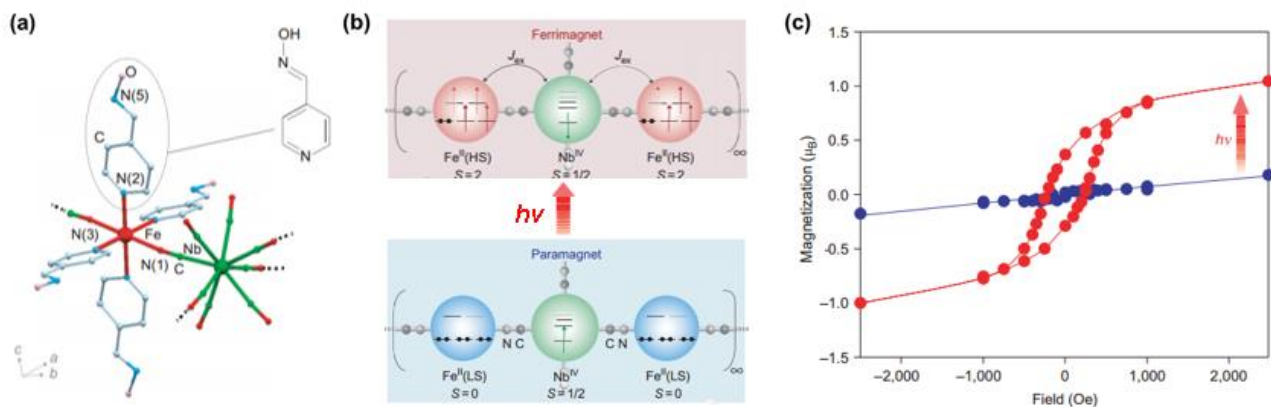 (a)
OH
N
N
O
N(5)
C
N(2)
N(3)
Fe
Nb
N(1)
C
c
a
b
(b)
Ferrimagnet
Jex
Jex
∞
Fe^II(HS)
Nb^IV
Fe^II(HS)
S=2
S=1/2
S=2
hν
Paramagnet
N C
C N
∞
Fe^II(LS)
Nb^IV
Fe^II(LS)
S=0
S=1/2
S=0
(c)
Magnetization (μB)
1.5
1.0
0.5
0.0
−0.5
−1.0
−1.5
hν
−2,000
−1,000
0
1,000
2,000
Field (Oe)